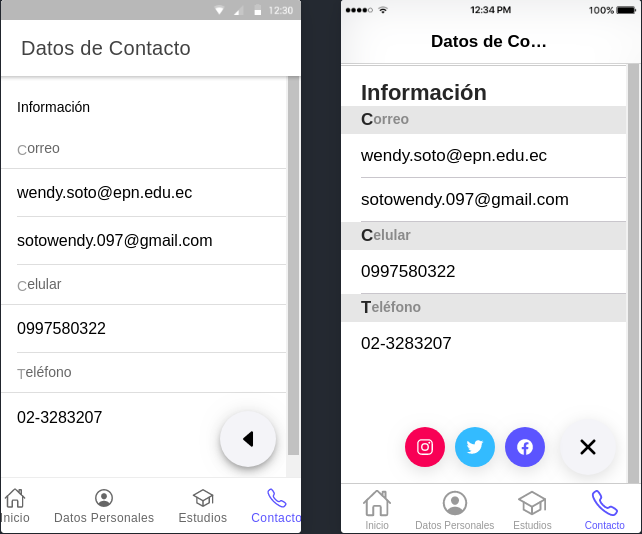 12:30
Datos de Contacto
Información
Correo
wendy.soto@epn.edu.ec
sotowendy.097@gmail.com
Celular
0997580322
Teléfono
02-3283207
Inicio
Datos Personales
Estudios
Contacto
12:34 PM
100%
Datos de Co…
Información
Correo
wendy.soto@epn.edu.ec
sotowendy.097@gmail.com
Celular
0997580322
Teléfono
02-3283207
Inicio
Datos Personales
Estudios
Contacto